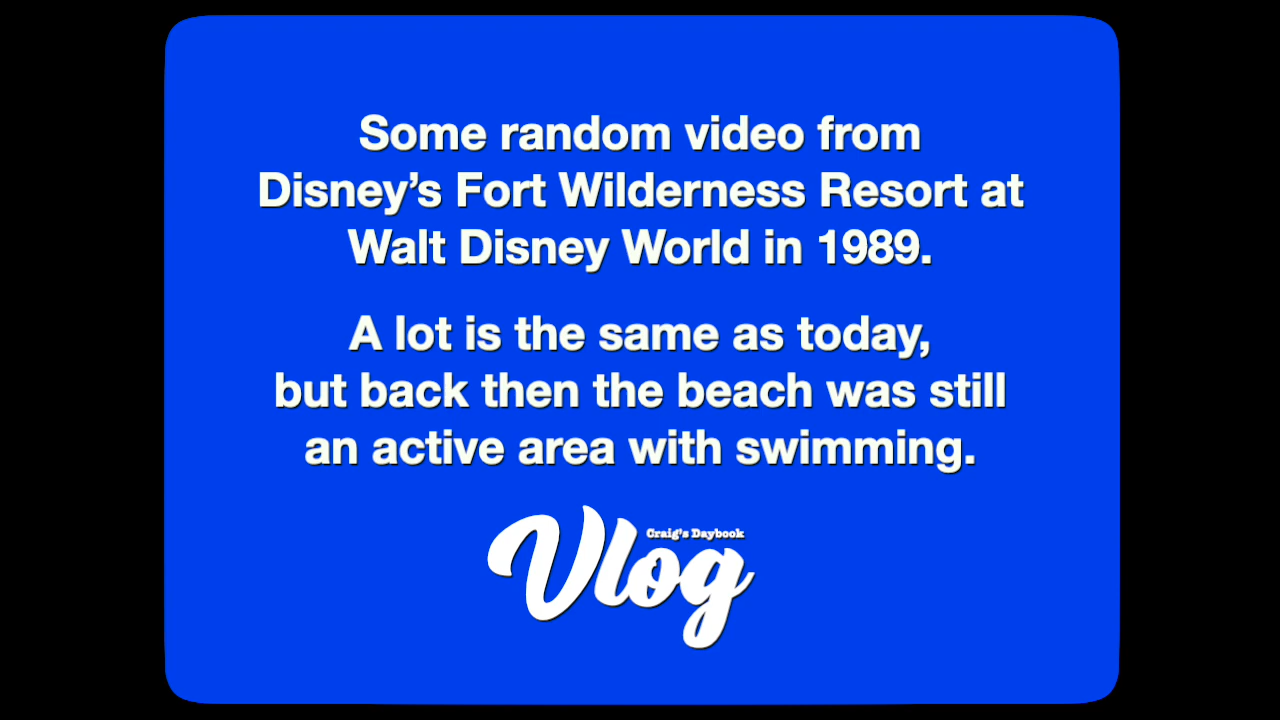 Some random video from
Disney’s Fort Wilderness Resort at
Walt Disney World in 1989.
A lot is the same as today,
but back then the beach was still
an active area with swimming.
Craig's Daybook
Vlog